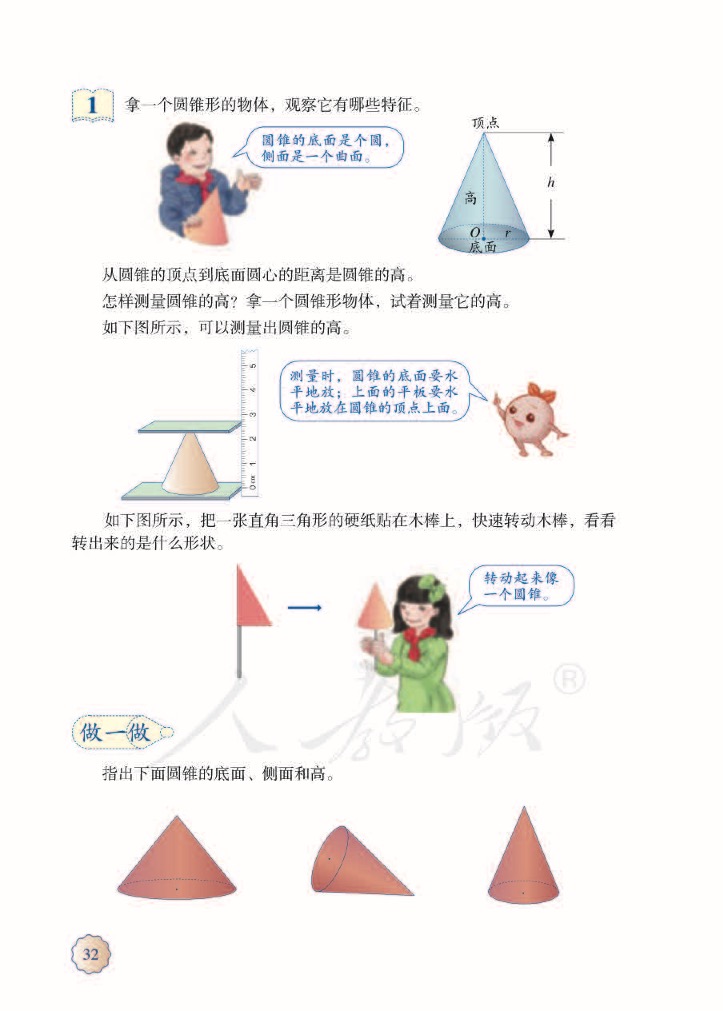 1 拿一个圆锥形的物体，观察它有哪些特征。
圆锥的底面是个圆，
侧面是一个曲面。
顶点
h
高
O
r
底面
从圆锥的顶点到底面圆心的距离是圆锥的高。
怎样测量圆锥的高？拿一个圆锥形物体，试着测量它的高。
如下图所示，可以测量出圆锥的高。
测量时，圆锥的底面要水
平地放；上面的平板要水
平地放在圆锥的顶点上面。
5
4
3
2
1
0㎝
如下图所示，把一张直角三角形的硬纸贴在木棒上，快速转动木棒，看看
转出来的是什么形状。
转动起来像
一个圆锥。
人教版®
做一做
指出下面圆锥的底面、侧面和高。
32